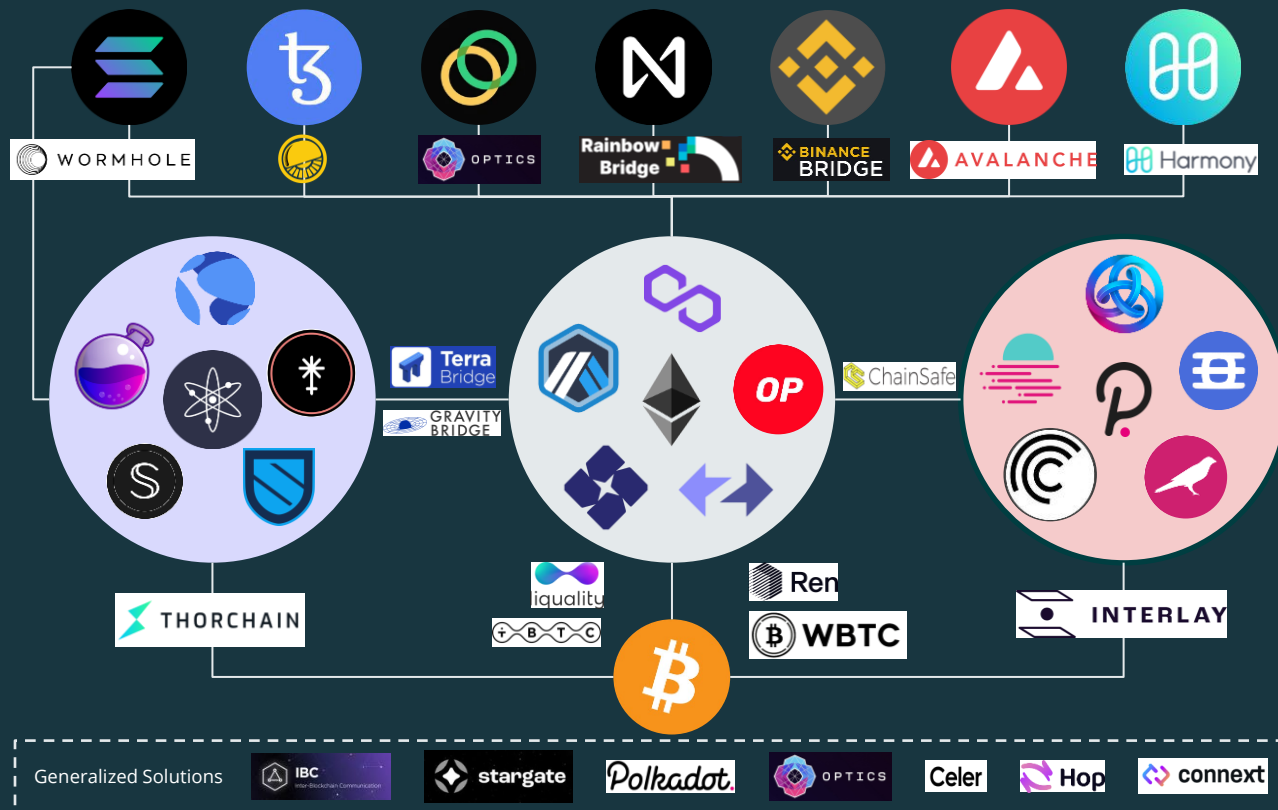 WORMHOLE
OPTICS
Rainbow
Bridge
BINANCE
BRIDGE
AVALANCHE
Harmony
Terra
Bridge
GRAVITY
BRIDGE
OP
ChainSafe
liquality
Ren
TBTC
WBTC
THORCHAIN
INTERLAY
Generalized Solutions
IBC
Inter-Blockchain Communication
stargate
Polkadot.
OPTICS
Celer
Hop
connext